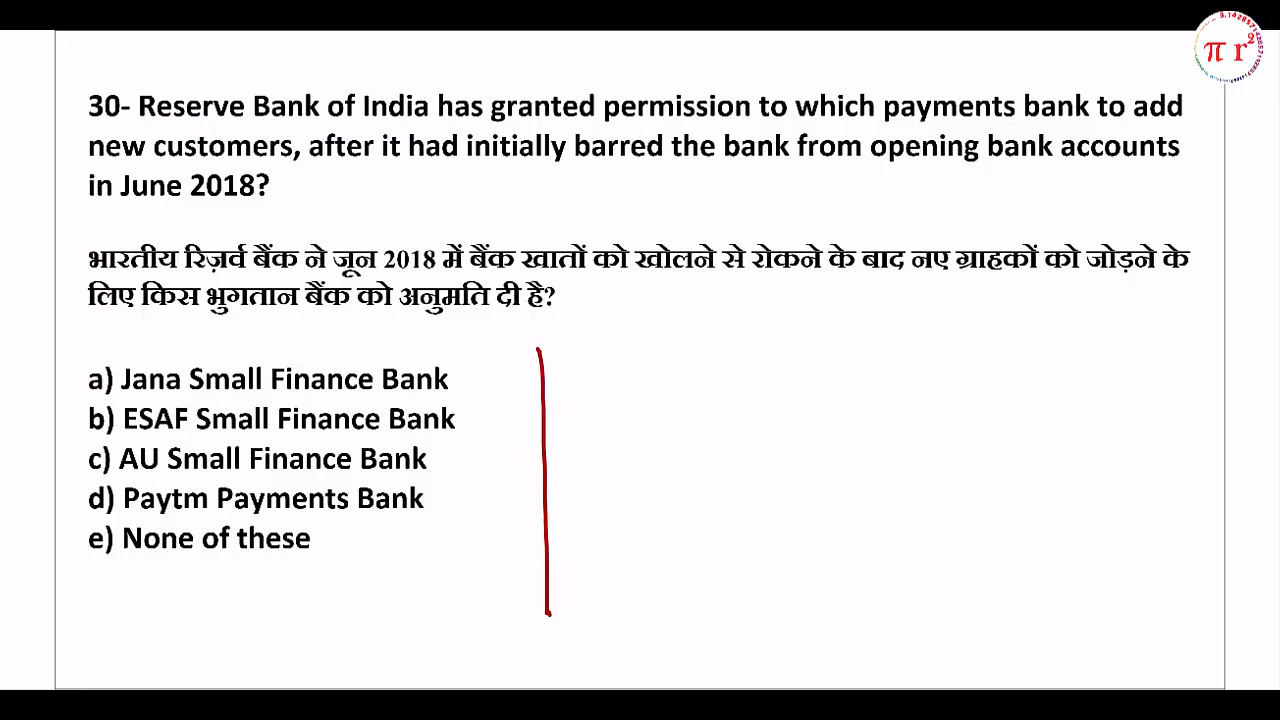 π r²
30- Reserve Bank of India has granted permission to which payments bank to add
new customers, after it had initially barred the bank from opening bank accounts
in June 2018?
भारतीय रिज़र्व बैंक ने जून 2018 में बैंक खातों को खोलने से रोकने के बाद नए ग्राहकों को जोड़ने के
लिए किस भुगतान बैंक को अनुमति दी है?
a) Jana Small Finance Bank
b) ESAF Small Finance Bank
c) AU Small Finance Bank
d) Paytm Payments Bank
e) None of these